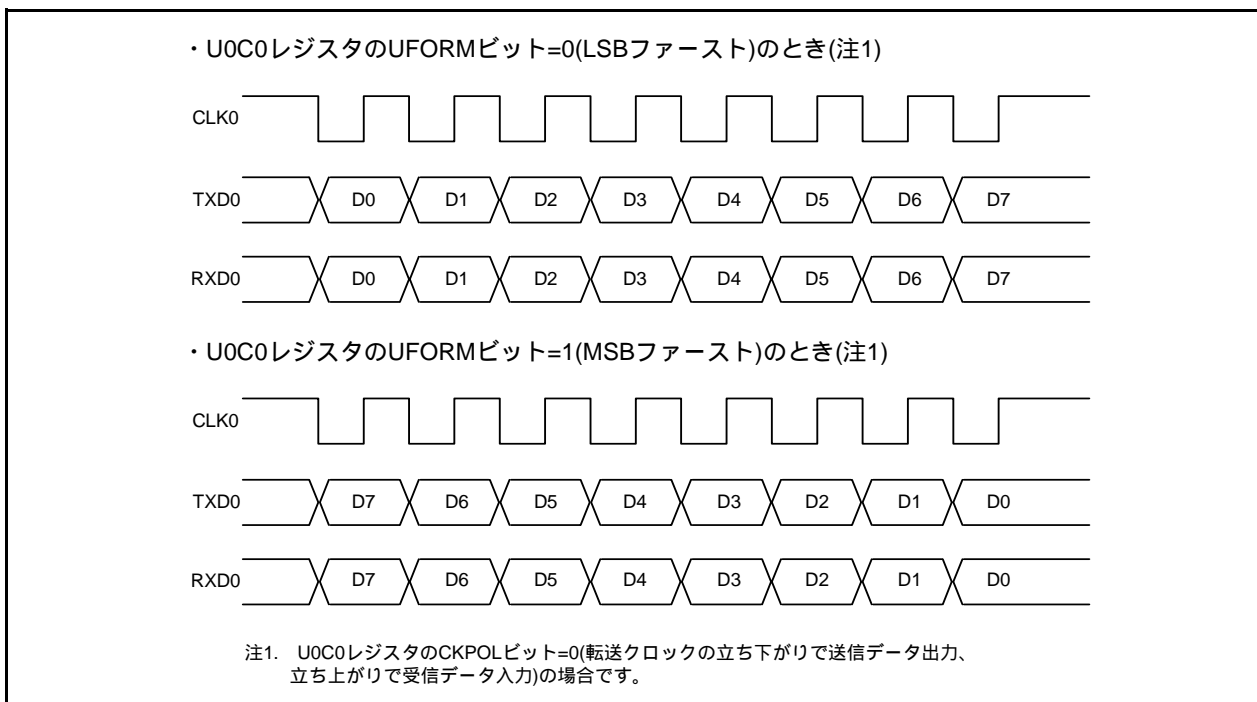 ・U0C0レジスタのUFORMビット=0(LSBファースト)のとき(注1)
CLK0
TXD0 D0 D1 D2 D3 D4 D5 D6 D7
RXD0 D0 D1 D2 D3 D4 D5 D6 D7
・U0C0レジスタのUFORMビット=1(MSBファースト)のとき(注1)
CLK0
TXD0 D7 D6 D5 D4 D3 D2 D1 D0
RXD0 D7 D6 D5 D4 D3 D2 D1 D0
注1. U0C0レジスタのCKPOLビット=0(転送クロックの立ち下がりで送信データ出力、
立ち上がりで受信データ入力)の場合です。